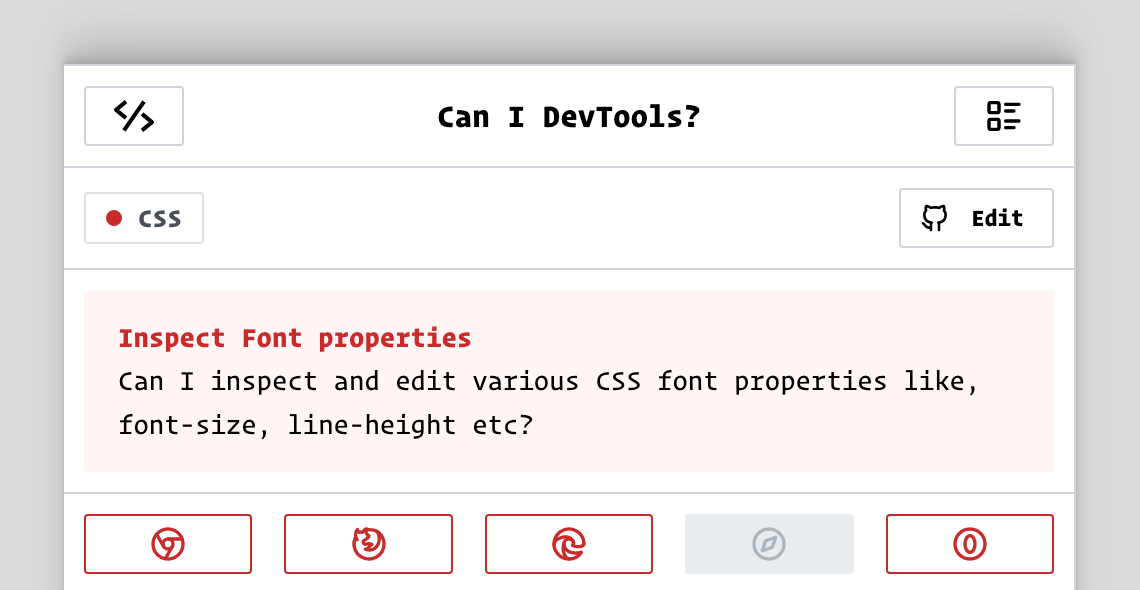 Can I DevTools?
CSS
Edit
Inspect Font properties
Can I inspect and edit various CSS font properties like,
font-size, line-height etc?